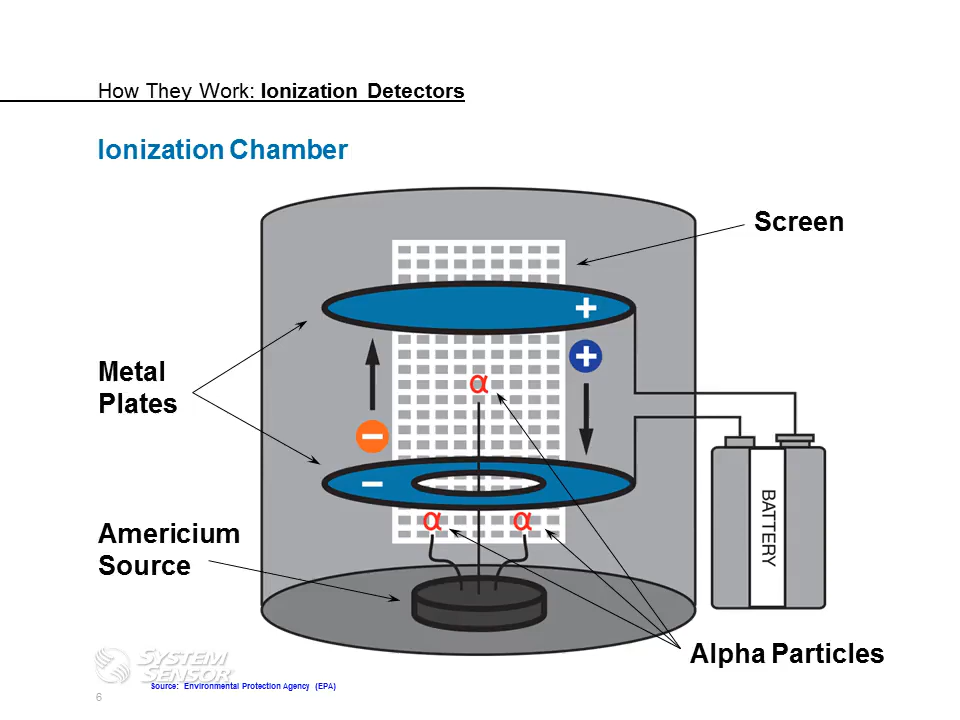 How They Work: Ionization Detectors
Ionization Chamber
Screen
+
+
Metal
Plates
α
−
−
α α
Americium
Source
BATTERY
Alpha Particles
SYSTEM
SENSOR
Source: Environmental Protection Agency (EPA)
6